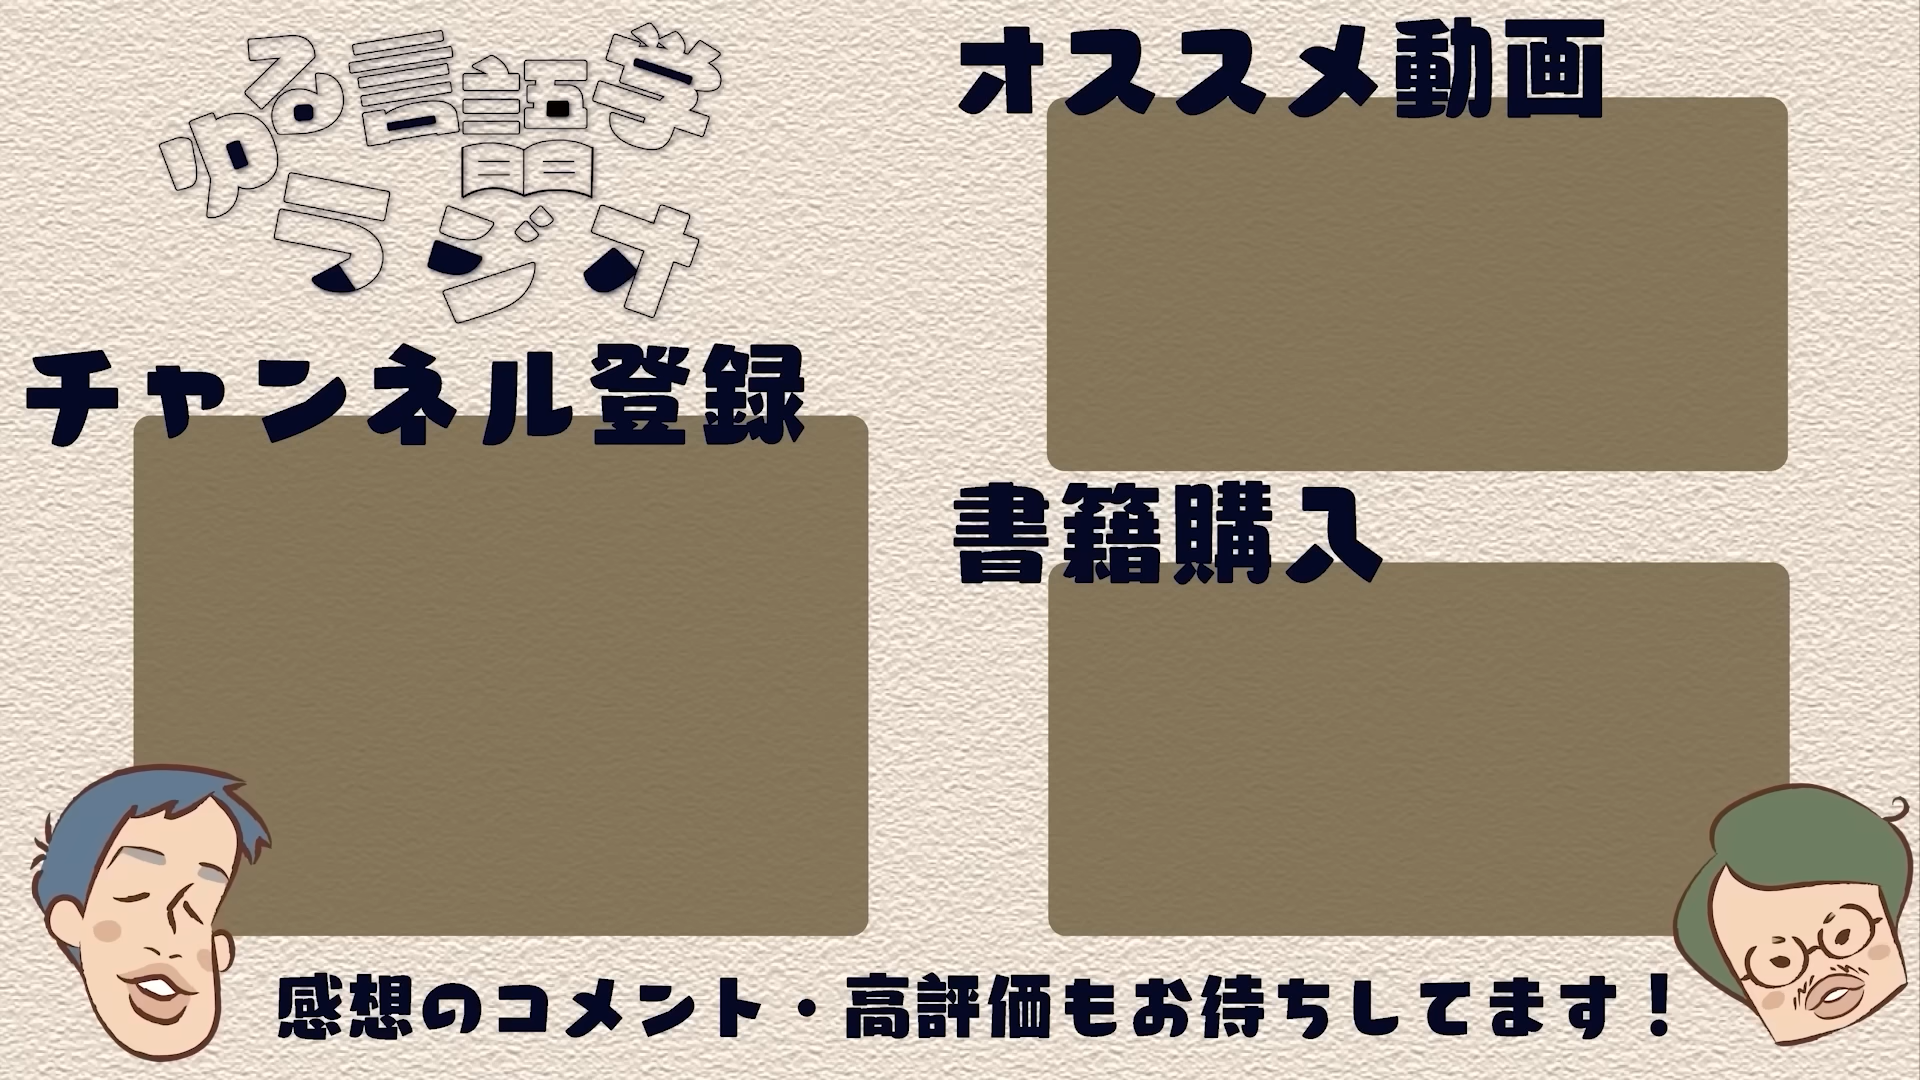 ゆる言語学
ラジオ
チャンネル登録
オススメ動画
書籍購入
感想のコメント・高評価もお待ちしてます！